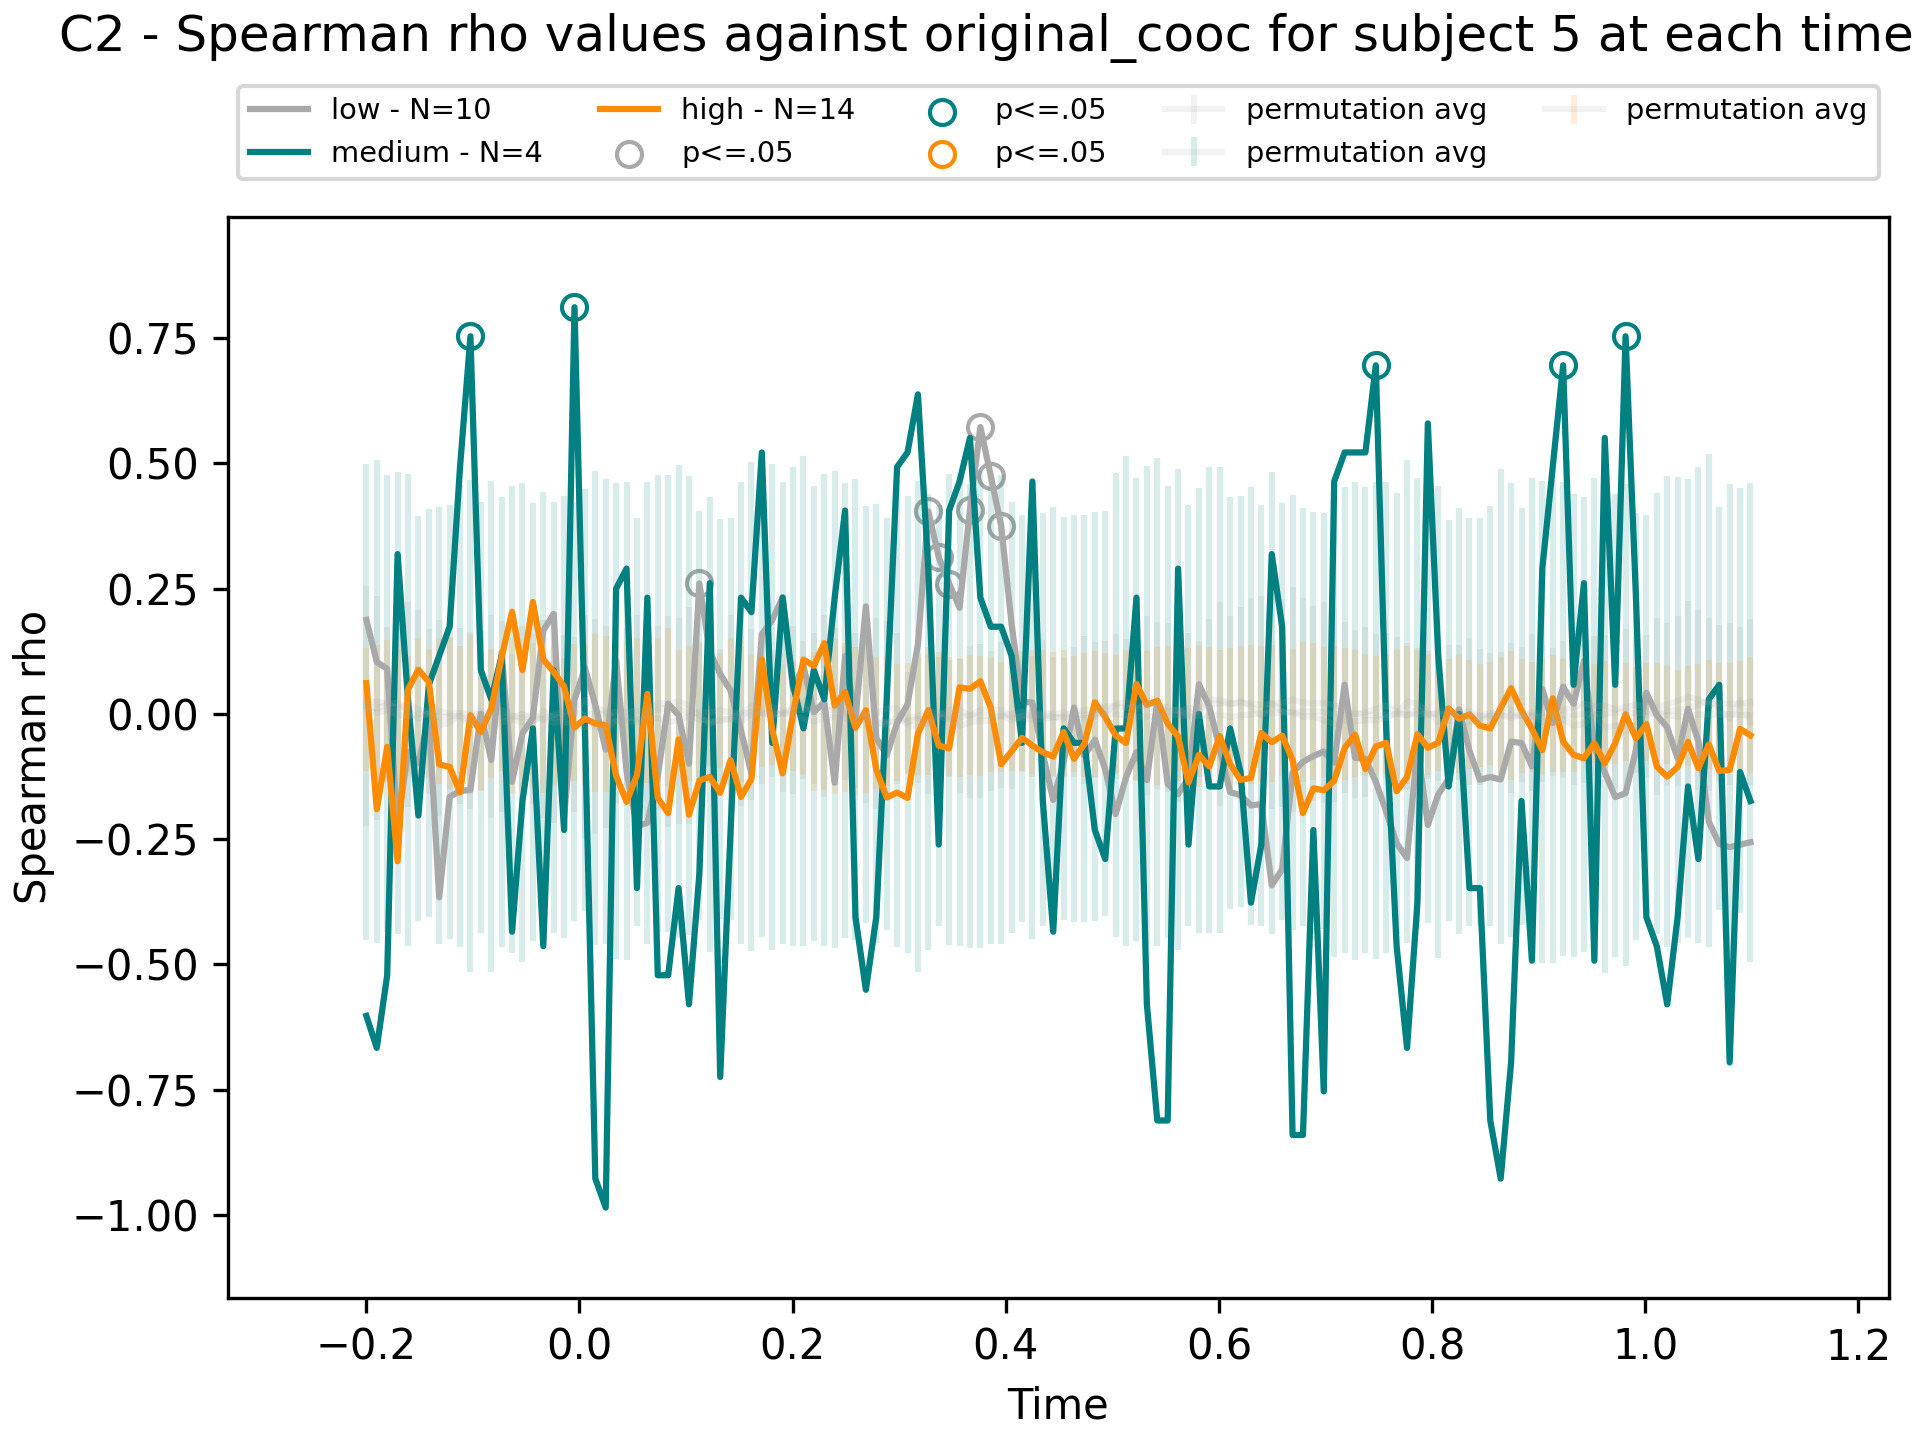 C2 - Spearman rho values against original_cooc for subject 5 at each time
low - N=10
medium - N=4
high - N=14
p<=.05
p<=.05
p<=.05
permutation avg
permutation avg
permutation avg
Spearman rho
0.75
0.50
0.25
0.00
−0.25
−0.50
−0.75
−1.00
−0.2 0.0 0.2 0.4 0.6 0.8 1.0 1.2
Time